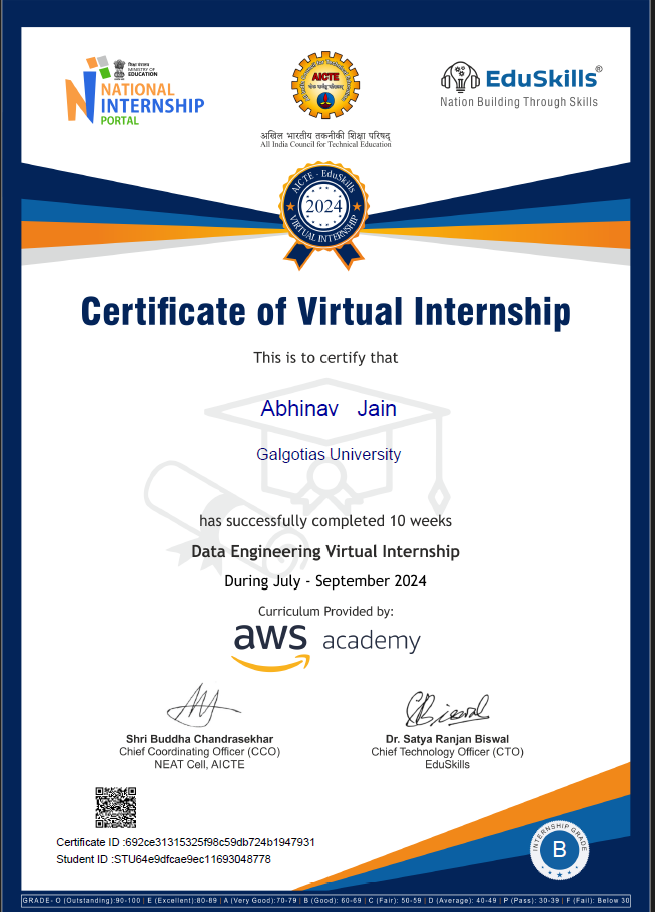 शिक्षा मंत्रालय
MINISTRY OF
EDUCATION
NATIONAL
INTERNSHIP
PORTAL
AICTE
अखिल भारतीय तकनीकी शिक्षा परिषद्
All India Council for Technical Education
EduSkills®
Nation Building Through Skills
AICTE - EduSkills
2024
VIRTUAL INTERNSHIP
Certificate of Virtual Internship
This is to certify that
Abhinav Jain
Galgotias University
has successfully completed 10 weeks
Data Engineering Virtual Internship
During July - September 2024
Curriculum Provided by:
aws academy
Shri Buddha Chandrasekhar
Chief Coordinating Officer (CCO)
NEAT Cell, AICTE
Dr. Satya Ranjan Biswal
Chief Technology Officer (CTO)
EduSkills
Certificate ID :692ce31315325f98c59db724b1947931
Student ID :STU64e9dfcae9ec11693048778
INTERNSHIP GRADE
B
GRADE- O (Outstanding):90-100 | E (Excellent):80-89 | A (Very Good):70-79 | B (Good): 60-69 | C (Fair): 50-59 | D (Average): 40-49 | P (Pass): 30-39 | F (Fail): Below 30